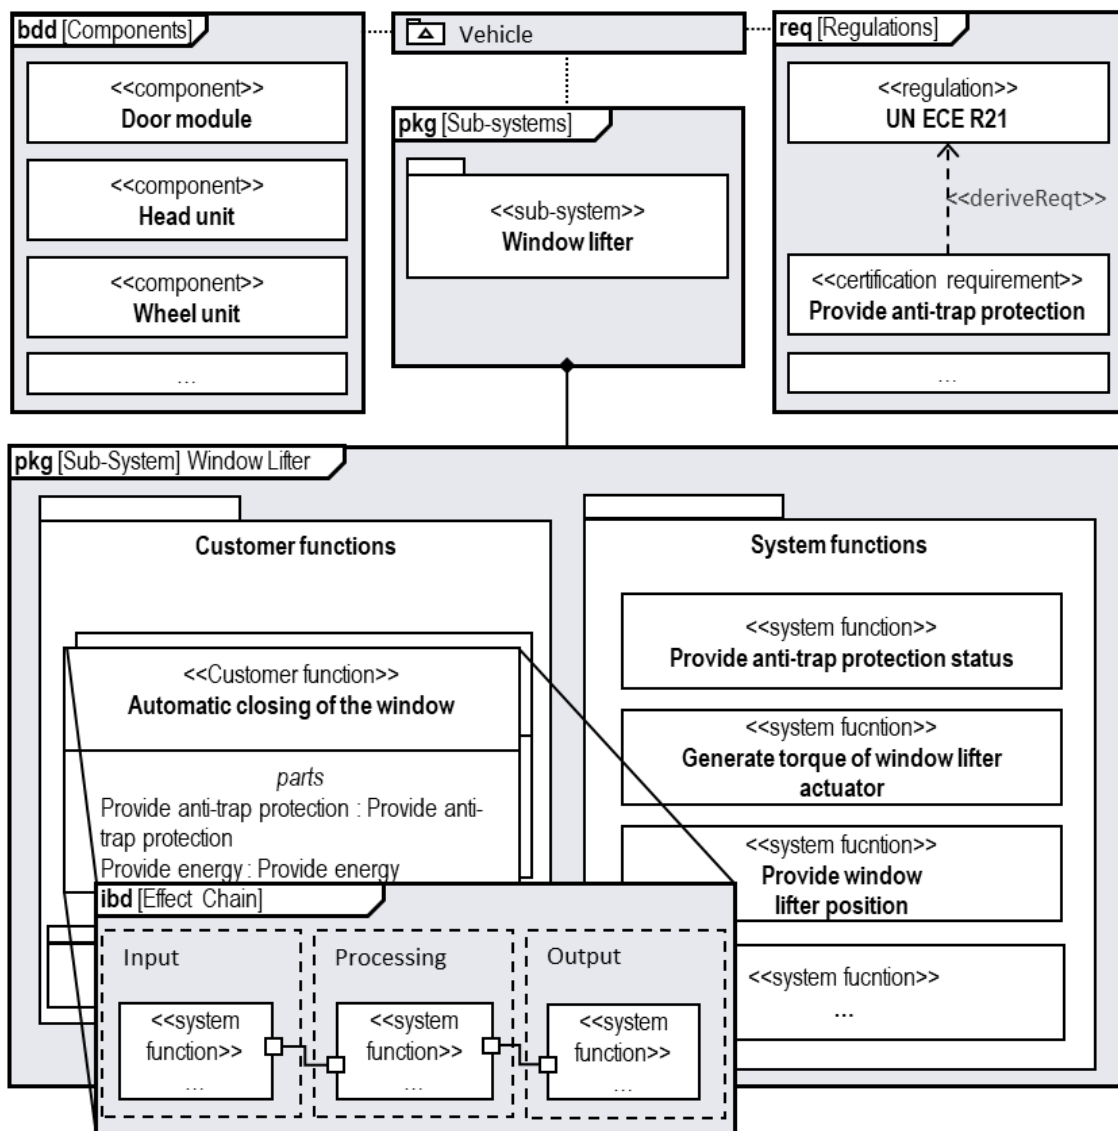 bdd [Components]
<<component>>
Door module
<<component>>
Head unit
<<component>>
Wheel unit
...
Vehicle
pkg [Sub-systems]
<<sub-system>>
Window lifter
req [Regulations]
<<regulation>>
UN ECE R21
<<deriveReqt>>
<<certification requirement>>
Provide anti-trap protection
...
pkg [Sub-System] Window Lifter
Customer functions
<<Customer function>>
Automatic closing of the window
parts
Provide anti-trap protection : Provide anti-
trap protection
Provide energy : Provide energy
ibd [Effect Chain]
Input
<<system
function>>
...
Processing
<<system
function>>
...
Output
<<system
function>>
...
System functions
<<system function>>
Provide anti-trap protection status
<<system fucntion>>
Generate torque of window lifter
actuator
<<system fucntion>>
Provide window
lifter position
<<system fucntion>>
...